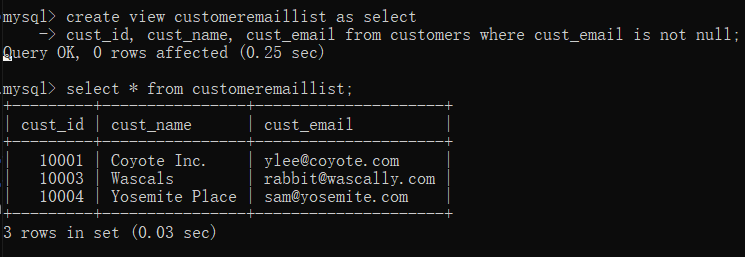 mysql> create view customeremaillist as select
    -> cust_id, cust_name, cust_email from customers where cust_email is not null;
Query OK, 0 rows affected (0.25 sec)
mysql> select * from customeremaillist;
+---------+----------------+---------------------+
| cust_id | cust_name      | cust_email          |
+---------+----------------+---------------------+
|   10001 | Coyote Inc.    | ylee@coyote.com     |
|   10003 | Wascals        | rabbit@wascally.com |
|   10004 | Yosemite Place | sam@yosemite.com    |
+---------+----------------+---------------------+
3 rows in set (0.03 sec)